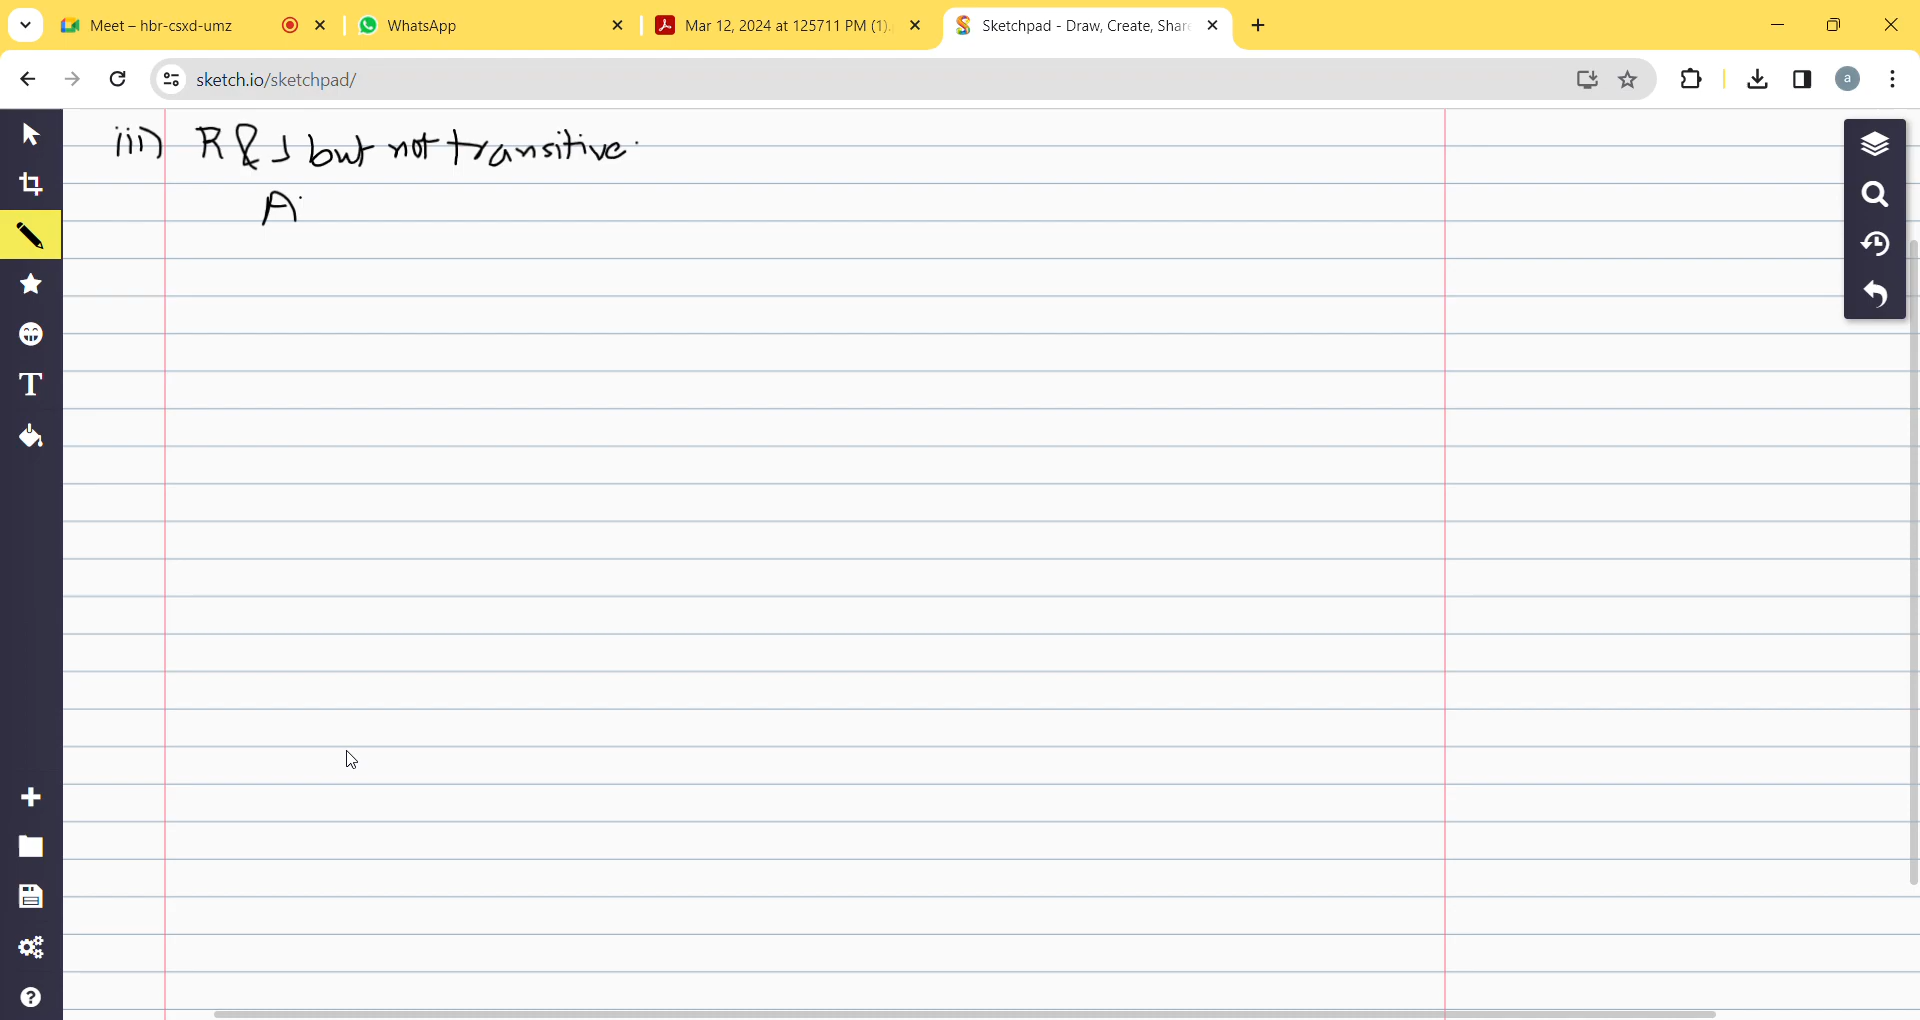 Meet – hbr-csxd-umz
WhatsApp
Mar 12, 2024 at 125711 PM (1).
Sketchpad - Draw, Create, Shar
sketch.io/sketchpad/
a
iii) R & S but not transitive.
A
T